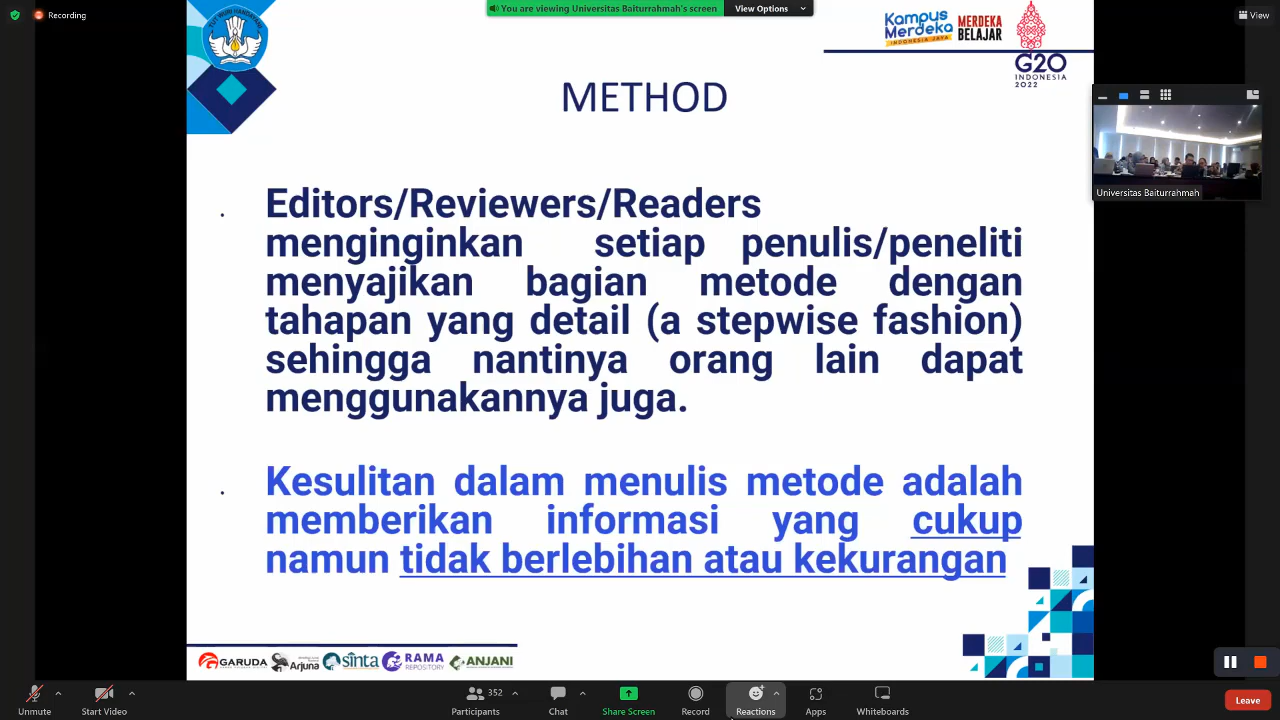 Recording
You are viewing Universitas Baiturrahmah's screen
View Options
View
TUT WURI HANDAYANI
Kampus
Merdeka
INDONESIA JAYA
MERDEKA
BELAJAR
G20
INDONESIA
2022
METHOD
Universitas Baiturrahmah
. Editors/Reviewers/Readers
menginginkan setiap penulis/peneliti
menyajikan bagian metode dengan
tahapan yang detail (a stepwise fashion)
sehingga nantinya orang lain dapat
menggunakannya juga.
. Kesulitan dalam menulis metode adalah
memberikan informasi yang cukup
namun tidak berlebihan atau kekurangan
GARUDA
Arjuna
sinta
RAMA
REPOSITORY
ANJANI
Unmute
Start Video
352
Participants
Chat
Share Screen
Record
Reactions
Apps
Whiteboards
Leave